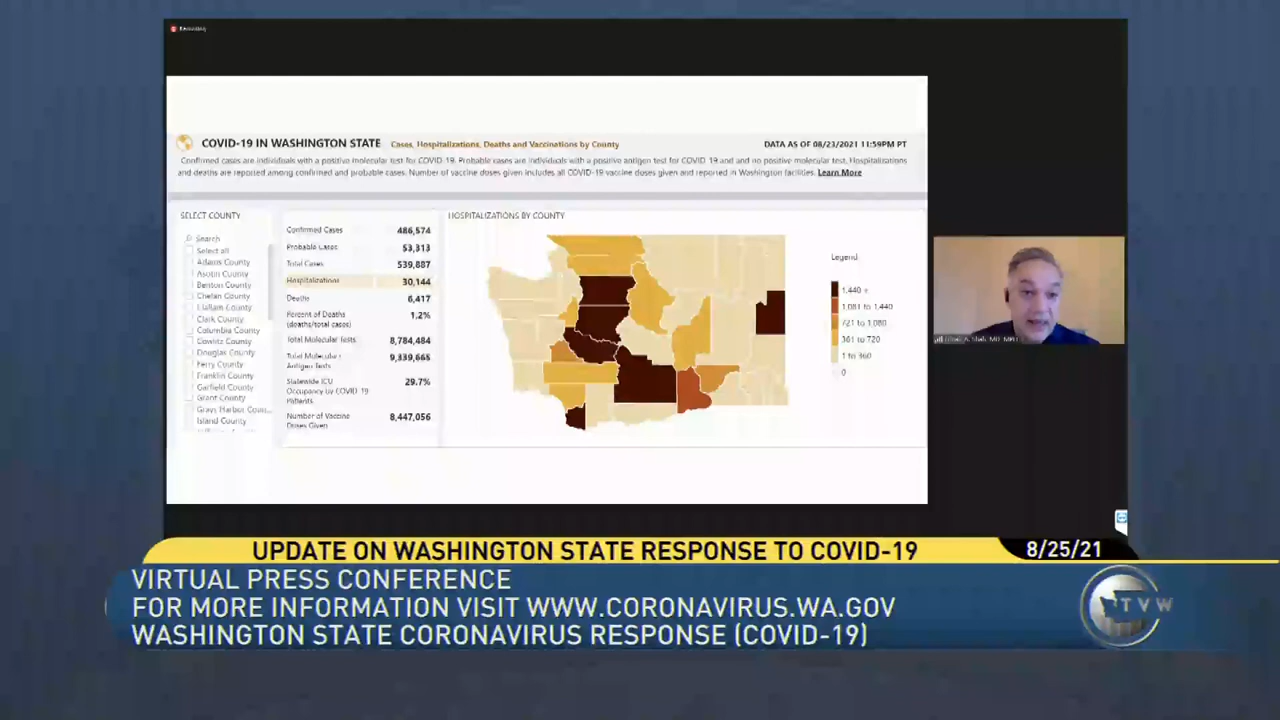 Recording
COVID-19 IN WASHINGTON STATE Cases, Hospitalizations, Deaths and Vaccinations by County DATA AS OF 08/23/2021 11:59PM PT
Confirmed cases are individuals with a positive molecular test for COVID-19. Probable cases are individuals with a positive antigen test for COVID-19 and and no positive molecular test. Hospitalizations
and deaths are reported among confirmed and probable cases. Number of vaccine doses given includes all COVID-19 vaccine doses given and reported in Washington facilities. Learn More
SELECT COUNTY
Search
Select all
Adams County
Asotin County
Benton County
Chelan County
Clallam County
Clark County
Columbia County
Cowlitz County
Douglas County
Ferry County
Franklin County
Garfield County
Grant County
Grays Harbor Coun...
Island County
Confirmed Cases 486,574
Probable Cases 53,313
Total Cases 539,887
Hospitalizations 30,144
Deaths 6,417
Percent of Deaths 1.2%
(deaths/total cases)
Total Molecular Tests 8,784,484
Total Molecular + 9,339,665
Antigen Tests
Statewide ICU 29.7%
Occupancy by COVID-19
Patients
Number of Vaccine 8,447,056
Doses Given
HOSPITALIZATIONS BY COUNTY
Legend
1,440 +
1,081 to 1,440
721 to 1,080
361 to 720
1 to 360
0
UPDATE ON WASHINGTON STATE RESPONSE TO COVID-19
8/25/21
VIRTUAL PRESS CONFERENCE
FOR MORE INFORMATION VISIT WWW.CORONAVIRUS.WA.GOV
WASHINGTON STATE CORONAVIRUS RESPONSE (COVID-19)
TVW